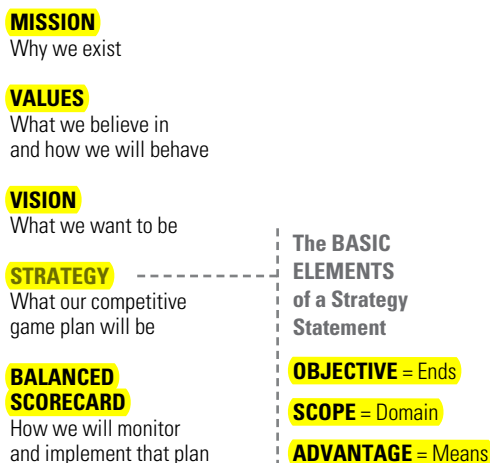 MISSION
Why we exist
VALUES
What we believe in
and how we will behave
VISION
What we want to be
STRATEGY
What our competitive
game plan will be
BALANCED
SCORECARD
How we will monitor
and implement that plan
The BASIC
ELEMENTS
of a Strategy
Statement
OBJECTIVE = Ends
SCOPE = Domain
ADVANTAGE = Means